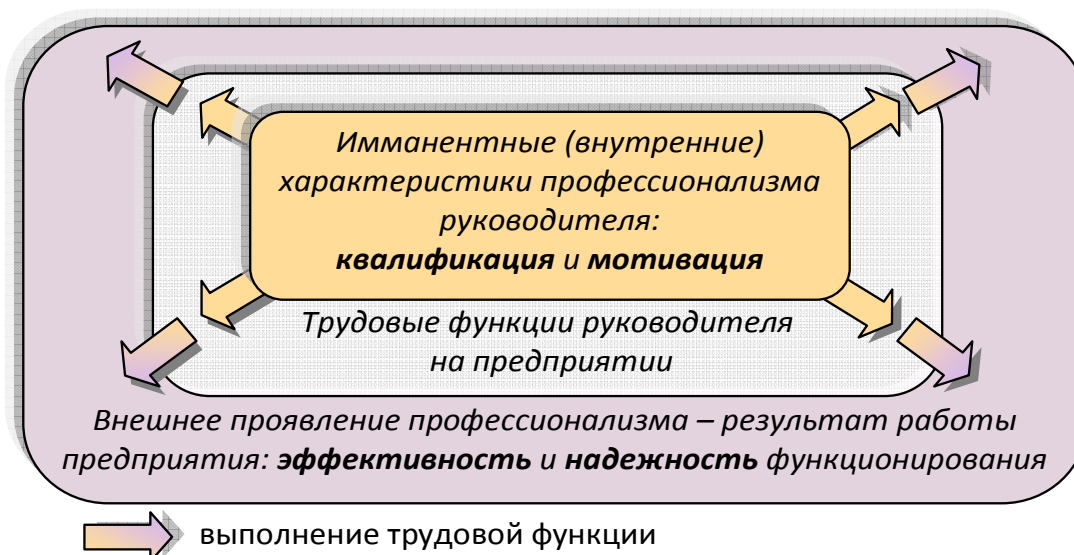 Имманентные (внутренние)
характеристики профессионализма
руководителя:
квалификация и мотивация
Трудовые функции руководителя
на предприятии
Внешнее проявление профессионализма – результат работы
предприятия: эффективность и надежность функционирования
выполнение трудовой функции